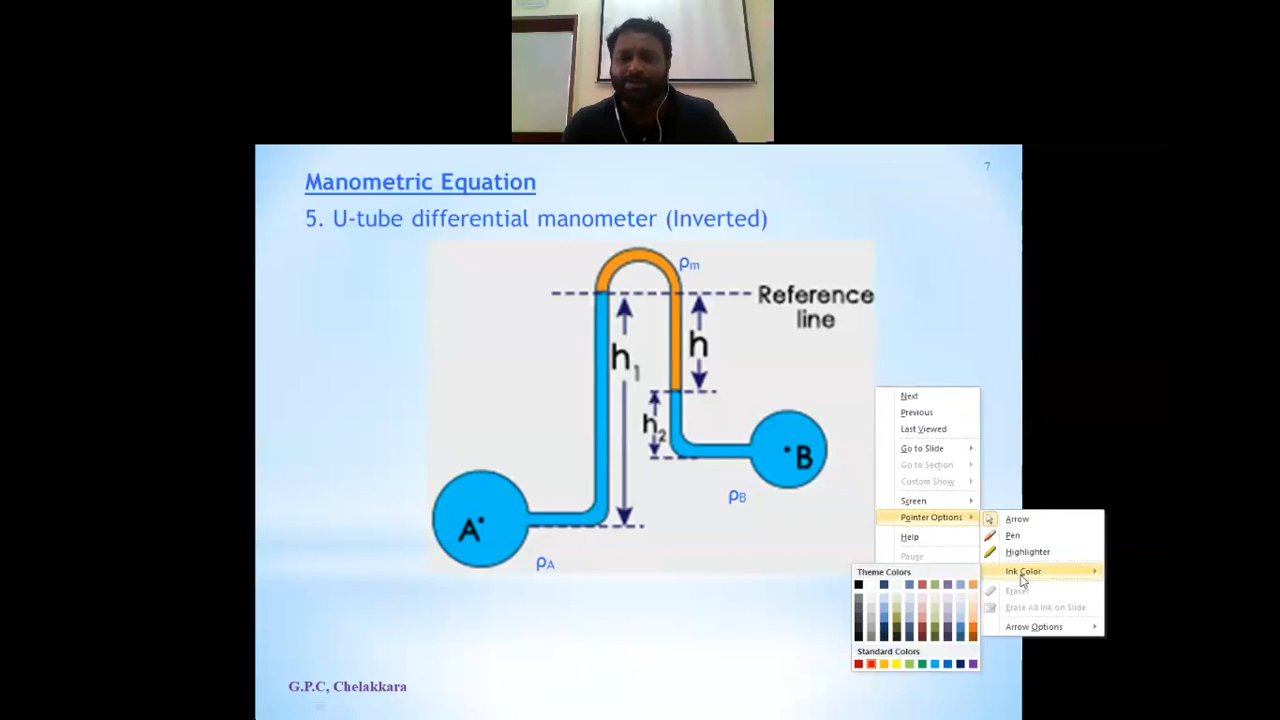 7
Manometric Equation
5. U-tube differential manometer (Inverted)
ρm
Reference
line
h1
h
h2
B
A
ρB
ρA
Next
Previous
Last Viewed
Go to Slide
Go to Section
Custom Show
Screen
Pointer Options
Help
Pause
Arrow
Pen
Highlighter
Ink Color
Eraser
Erase All Ink on Slide
Arrow Options
Theme Colors
Standard Colors
G.P.C, Chelakkara